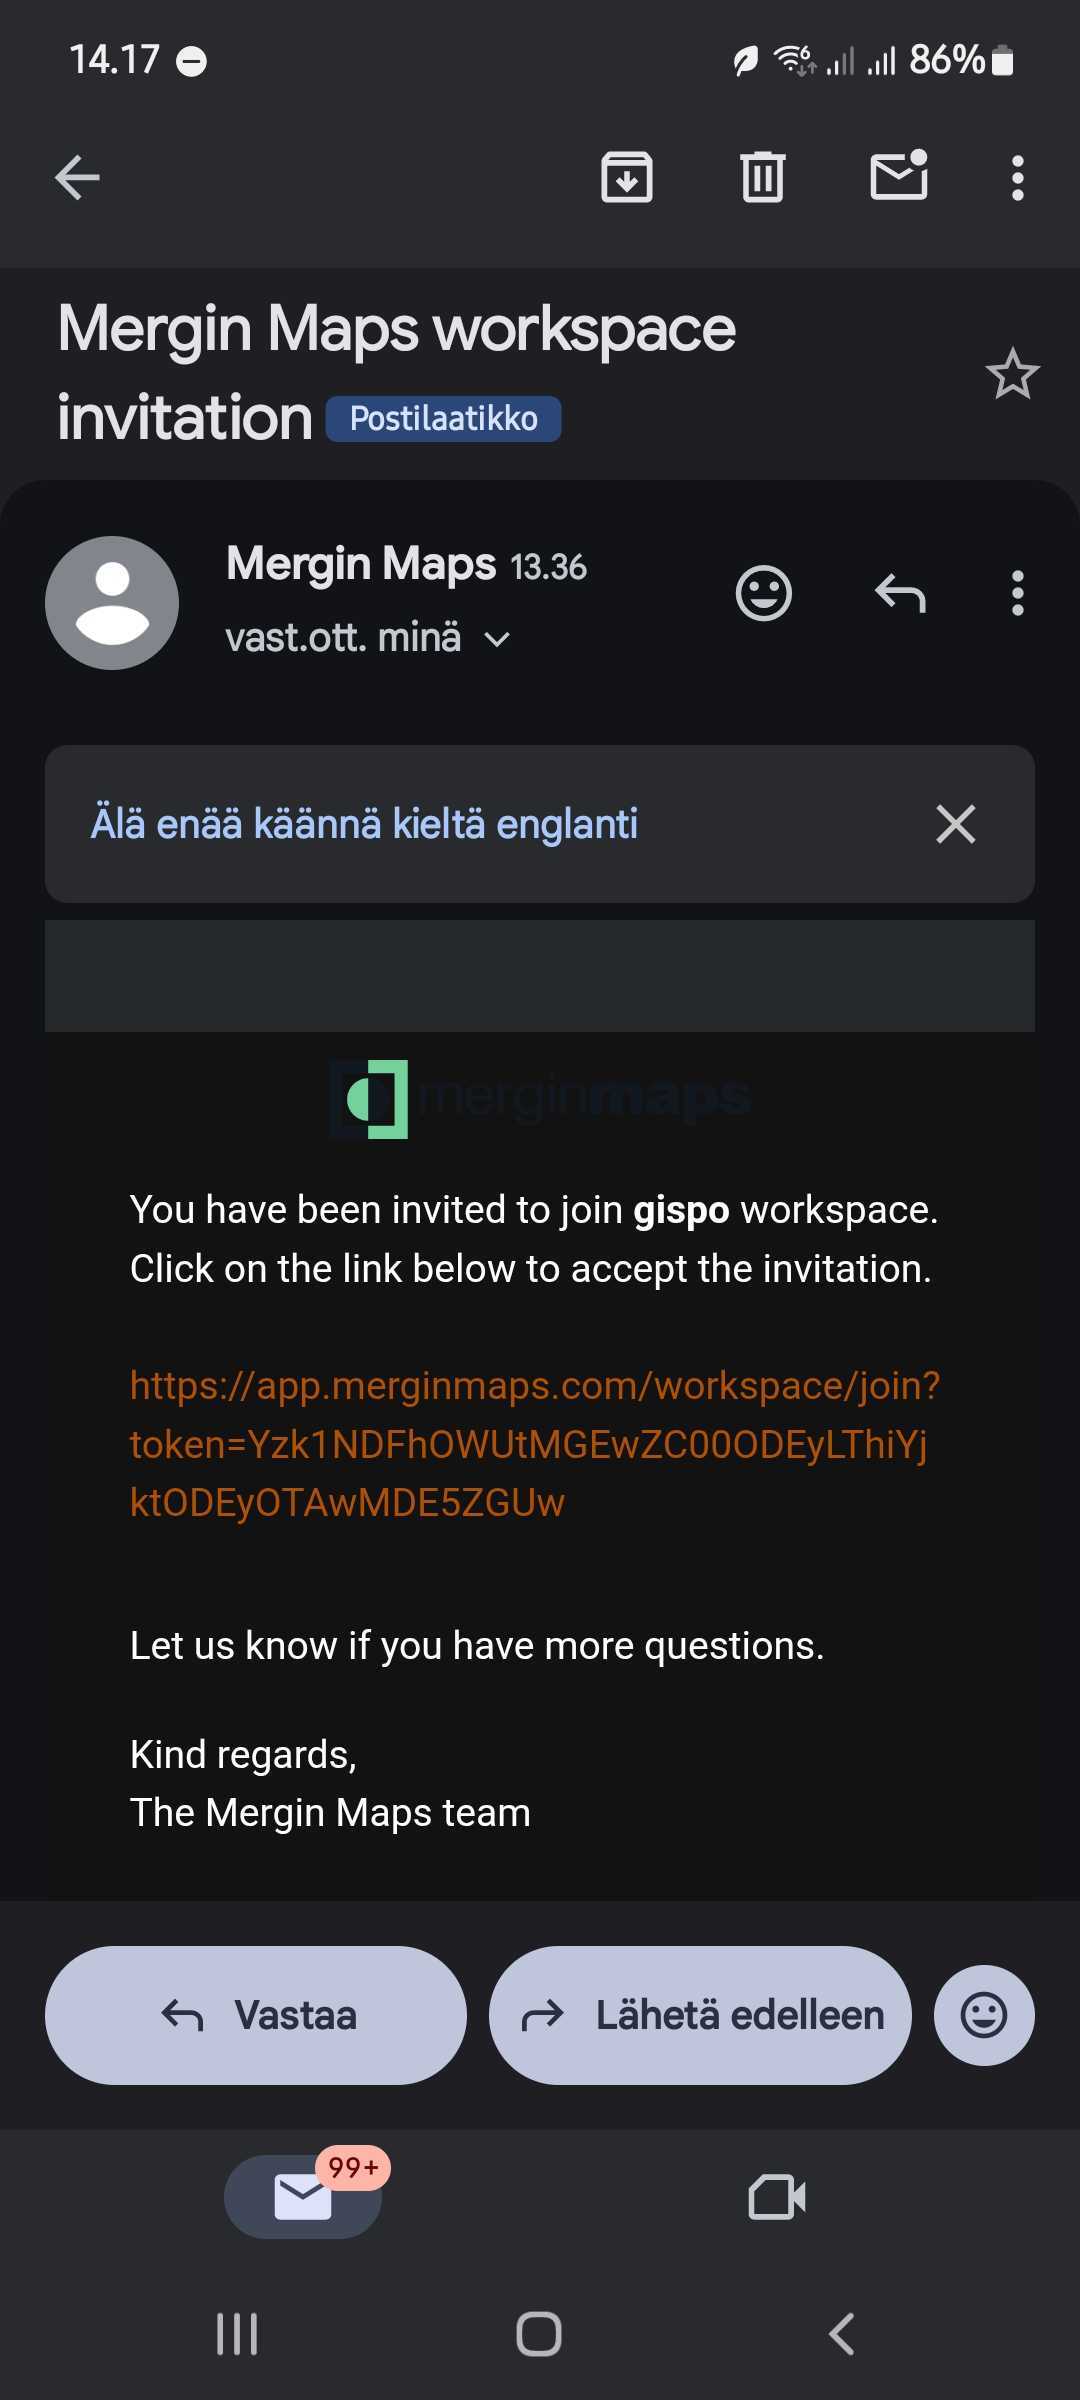 14.17
6
86%
Mergin Maps workspace
invitation Postilaatikko
Mergin Maps 13.36
vast.ott. minä
Älä enää käännä kieltä englanti
merginmaps
You have been invited to join gispo workspace.
Click on the link below to accept the invitation.
https://app.merginmaps.com/workspace/join?
token=Yzk1NDFhOWUtMGEwZC00ODEyLThiYj
ktODEyOTAwMDE5ZGUw
Let us know if you have more questions.
Kind regards,
The Mergin Maps team
Vastaa
Lähetä edelleen
99+